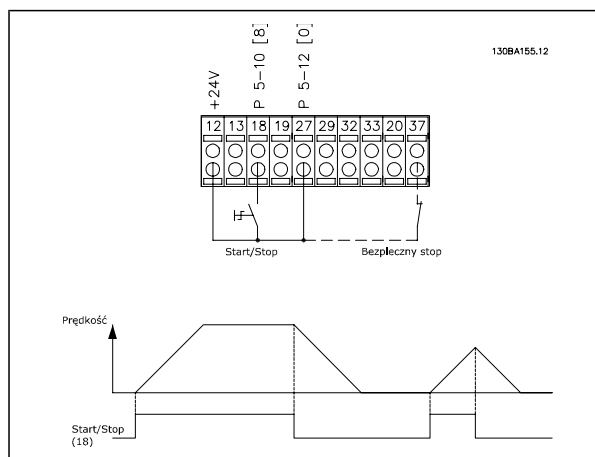 130BA155.12
+24V
P 5-10 [8]
P 5-12 [0]
12 13 18 19 27 29 32 33 20 37
Start/Stop
Bezpieczny stop
Prędkość
Start/Stop
(18)